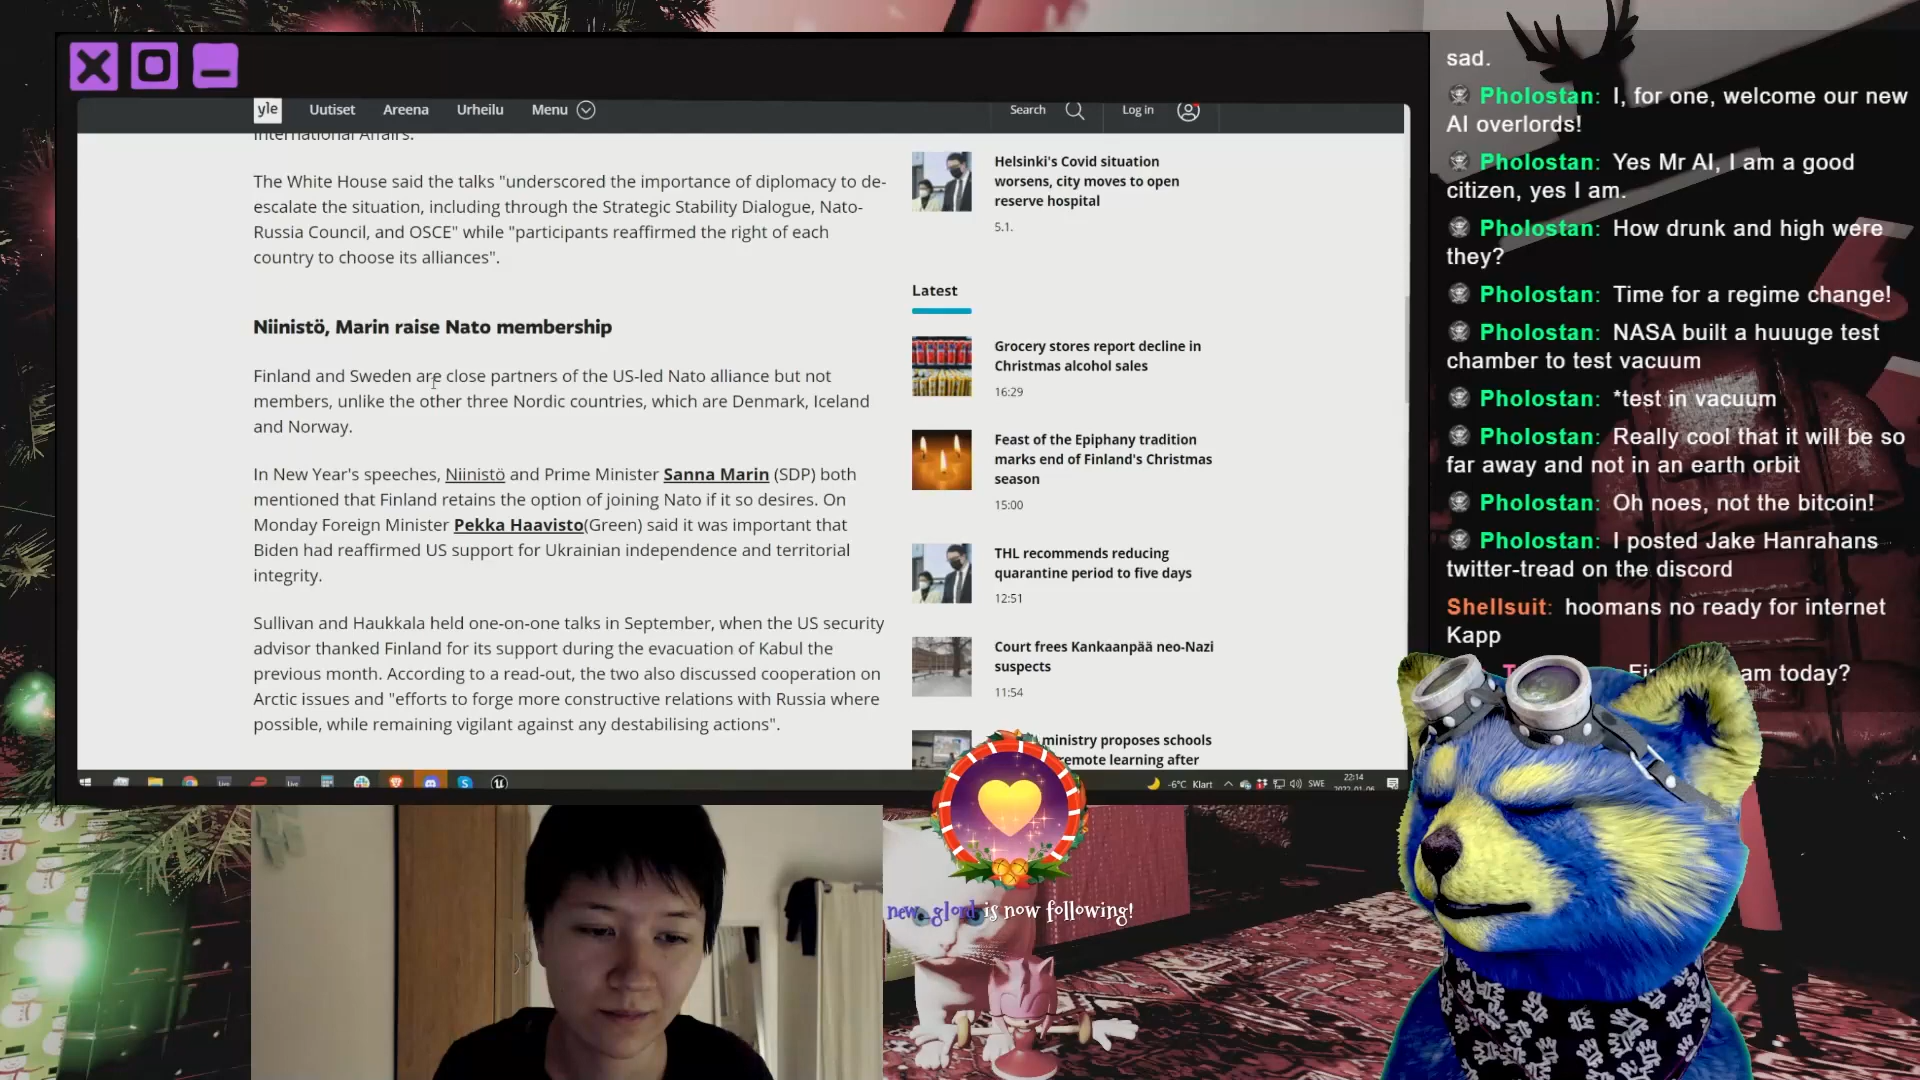 yle Uutiset Areena Urheilu Menu Search Log in
International Affairs.
The White House said the talks "underscored the importance of diplomacy to de-
escalate the situation, including through the Strategic Stability Dialogue, Nato-
Russia Council, and OSCE" while "participants reaffirmed the right of each
country to choose its alliances".
Niinistö, Marin raise Nato membership
Finland and Sweden are close partners of the US-led Nato alliance but not
members, unlike the other three Nordic countries, which are Denmark, Iceland
and Norway.
In New Year's speeches, Niinistö and Prime Minister Sanna Marin (SDP) both
mentioned that Finland retains the option of joining Nato if it so desires. On
Monday Foreign Minister Pekka Haavisto(Green) said it was important that
Biden had reaffirmed US support for Ukrainian independence and territorial
integrity.
Sullivan and Haukkala held one-on-one talks in September, when the US security
advisor thanked Finland for its support during the evacuation of Kabul the
previous month. According to a read-out, the two also discussed cooperation on
Arctic issues and "efforts to forge more constructive relations with Russia where
possible, while remaining vigilant against any destabilising actions".
Helsinki's Covid situation
worsens, city moves to open
reserve hospital
5.1.
Latest
Grocery stores report decline in
Christmas alcohol sales
16:29
Feast of the Epiphany tradition
marks end of Finland's Christmas
season
15:00
THL recommends reducing
quarantine period to five days
12:51
Court frees Kankaanpää neo-Nazi
suspects
11:54
ministry proposes schools
remote learning after
-6°C Klart SWE 22:14
2022-01-06
new_glord is now following!
sad.
Pholostan: I, for one, welcome our new
AI overlords!
Pholostan: Yes Mr AI, I am a good
citizen, yes I am.
Pholostan: How drunk and high were
they?
Pholostan: Time for a regime change!
Pholostan: NASA built a huuuge test
chamber to test vacuum
Pholostan: *test in vacuum
Pholostan: Really cool that it will be so
far away and not in an earth orbit
Pholostan: Oh noes, not the bitcoin!
Pholostan: I posted Jake Hanrahans
twitter-tread on the discord
Shellsuit: hoomans no ready for internet
Kapp
am today?